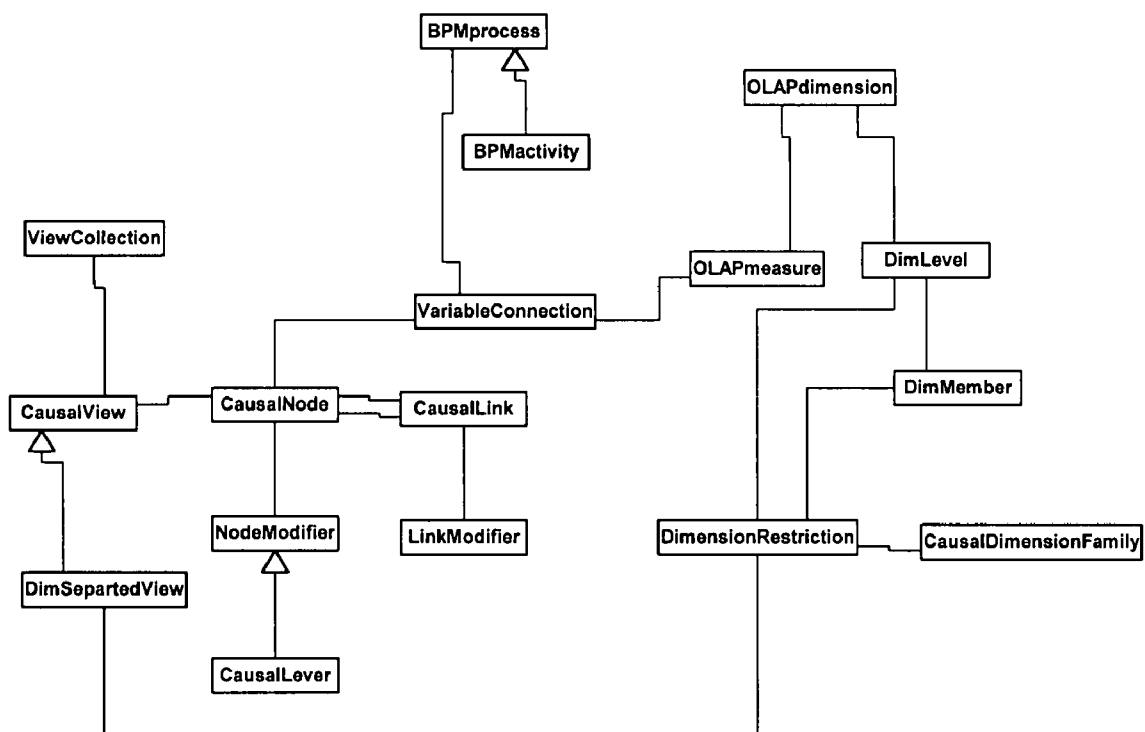 BPMprocess
OLAPdimension
BPMactivity
ViewCollection
DimLevel
OLAPmeasure
VariableConnection
DimMember
CausalView
CausalNode
CausalLink
NodeModifier
LinkModifier
DimensionRestriction
CausalDimensionFamily
DimSepartedView
CausalLever